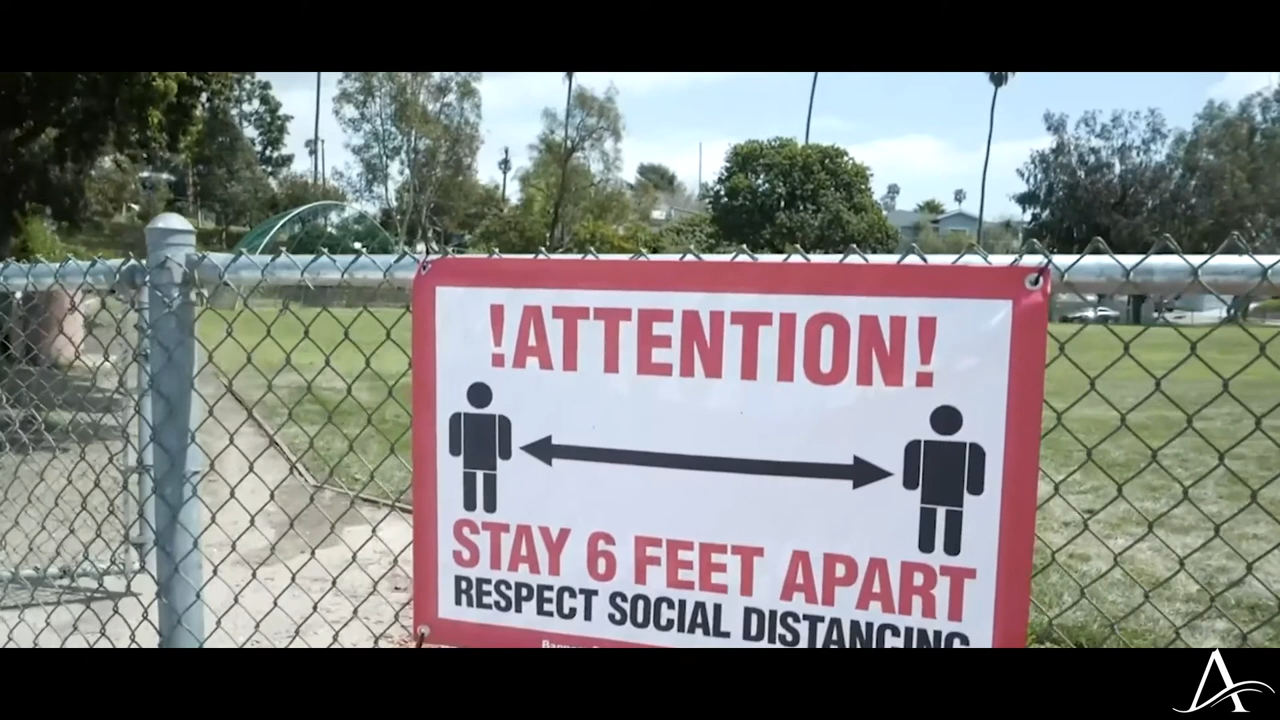 !ATTENTION!
STAY 6 FEET APART
RESPECT SOCIAL DISTANCING
A